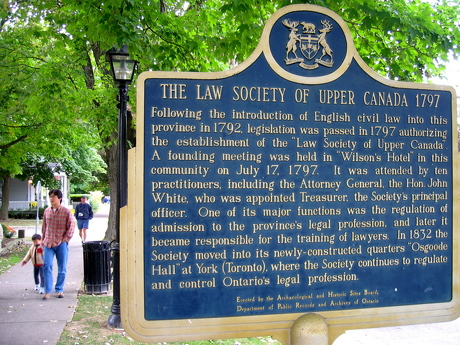 THE LAW SOCIETY OF UPPER CANADA 1797
Following the introduction of English civil law into this
province in 1792, legislation was passed in 1797 authorizing
the establishment of the "Law Society of Upper Canada".
A founding meeting was held in "Wilson's Hotel" in this
community on July 17, 1797. It was attended by ten
practitioners, including the Attorney General, the Hon. John
White, who was appointed Treasurer, the Society's principal
officer. One of its major functions was the regulation of
admission to the province's legal profession, and later it
became responsible for the training of lawyers. In 1832 the
Society moved into its newly-constructed quarters "Osgoode
Hall" at York (Toronto), where the Society continues to regulate
and control Ontario's legal profession.
Erected by the Archaeological and Historic Sites Board,
Department of Public Records and Archives of Ontario